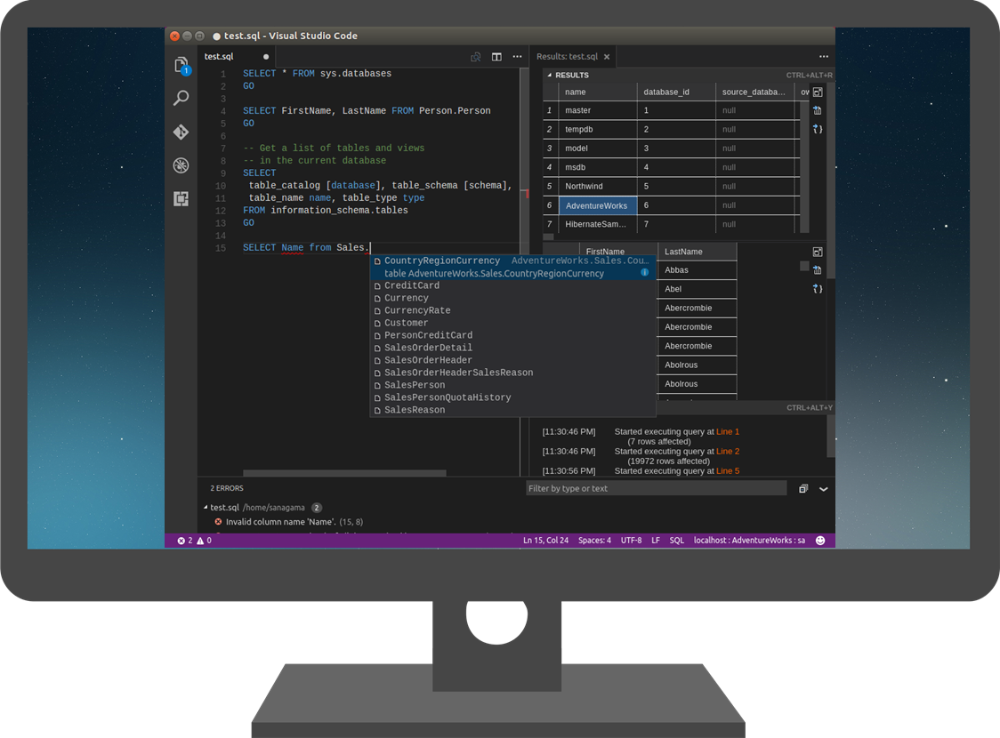 test.sql - Visual Studio Code
test.sql
1
1 SELECT * FROM sys.databases
2 GO
3
4 SELECT FirstName, LastName FROM Person.Person
5 GO
6
7 -- Get a list of tables and views
8 -- in the current database
9 SELECT
10 table_catalog [database], table_schema [schema],
11 table_name name, table_type type
12 FROM information_schema.tables
13 GO
14
15 SELECT Name from Sales.
CountryRegionCurrency AdventureWorks.Sales.Cou...
table AdventureWorks.Sales.CountryRegionCurrency
CreditCard
Currency
CurrencyRate
Customer
PersonCreditCard
SalesOrderDetail
SalesOrderHeader
SalesOrderHeaderSalesReason
SalesPerson
SalesPersonQuotaHistory
SalesReason
Results: test.sql
RESULTS CTRL+ALT+R
name database_id source_databa... ow
1 master 1 null
2 tempdb 2 null
3 model 3 null
4 msdb 4 null
5 Northwind 5 null
6 AdventureWorks 6 null
7 HibernateSam... 7 null
FirstName LastName
Abbas
Abel
Abercrombie
Abercrombie
Abercrombie
Abolrous
Abolrous
CTRL+ALT+Y
[11:30:46 PM] Started executing query at Line 1
(7 rows affected)
[11:30:46 PM] Started executing query at Line 2
(19972 rows affected)
[11:30:56 PM] Started executing query at Line 5
2 ERRORS Filter by type or text
test.sql /home/sanagama 2
Invalid column name 'Name'. (15, 8)
2 0 Ln 15, Col 24 Spaces: 4 UTF-8 LF SQL localhost : AdventureWorks : sa